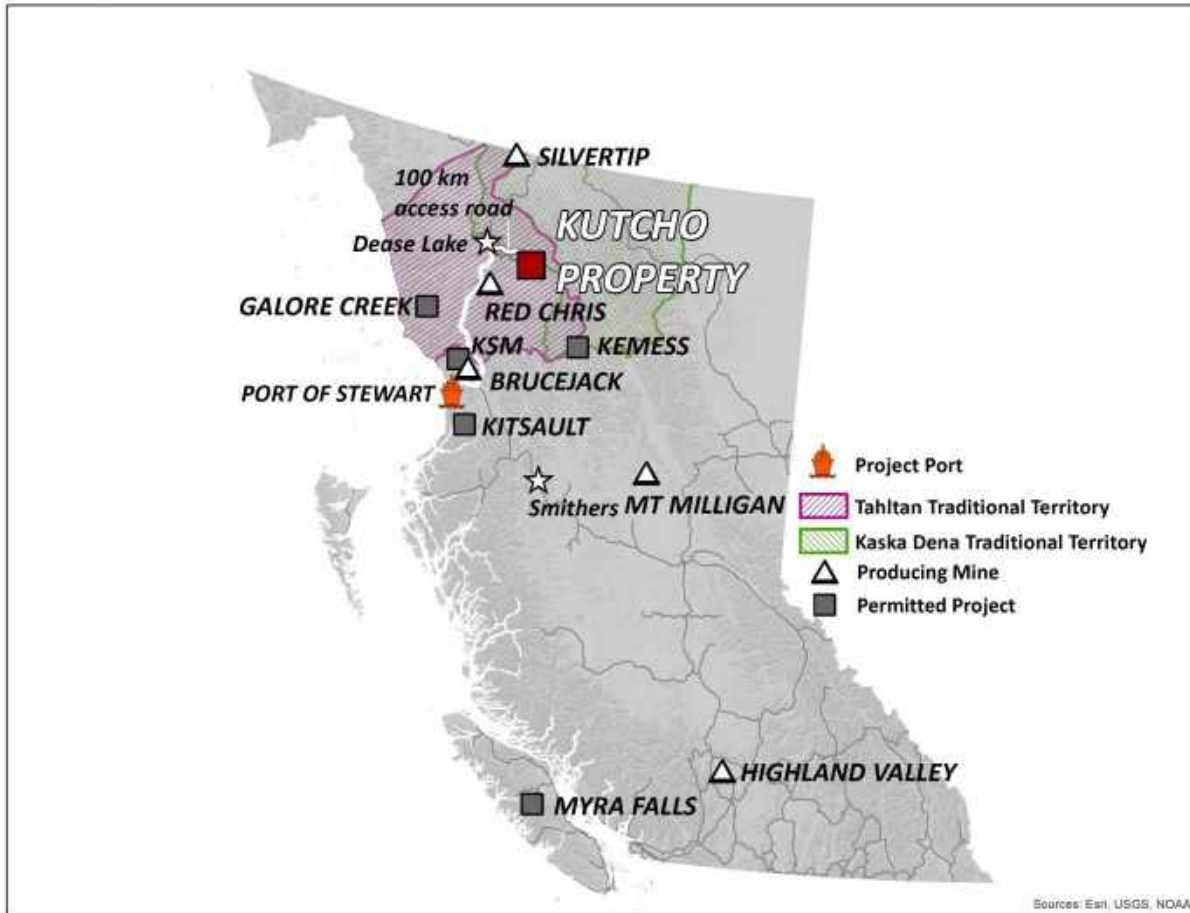 SILVERTIP
100 km
access road
KUTCHO
PROPERTY
Dease Lake
GALORE CREEK
RED CHRIS
KSM
KEMESS
BRUCEJACK
PORT OF STEWART
KITSAULT
Smithers
MT MILLIGAN
Project Port
Tahltan Traditional Territory
Kaska Dena Traditional Territory
Producing Mine
Permitted Project
HIGHLAND VALLEY
MYRA FALLS
Sources: Esri, USGS, NOAA